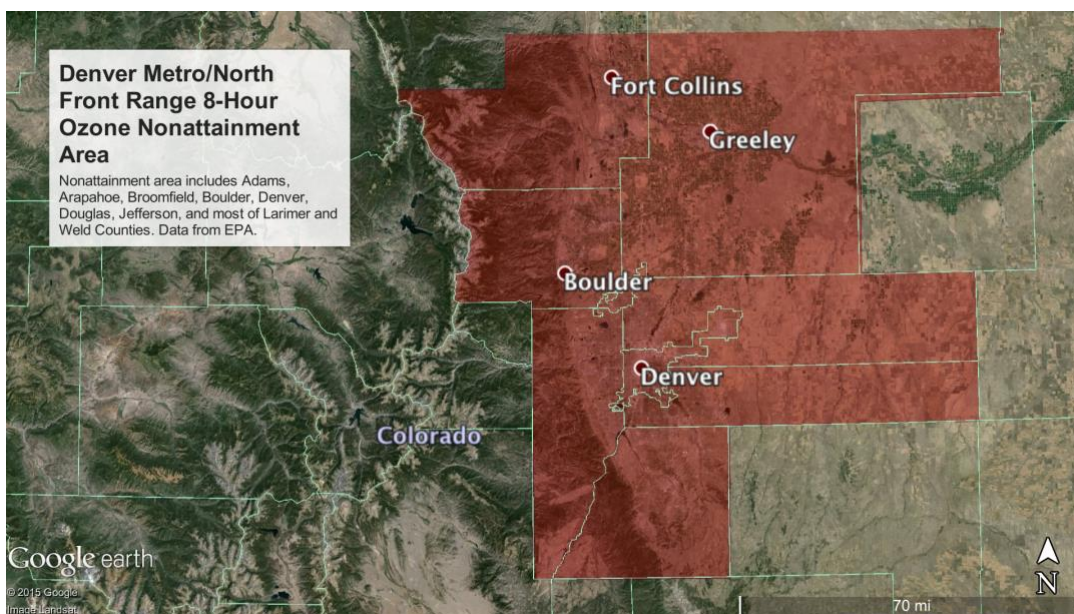 Denver Metro/North
Front Range 8-Hour
Ozone Nonattainment
Area
Nonattainment area includes Adams,
Arapahoe, Broomfield, Boulder, Denver,
Douglas, Jefferson, and most of Larimer and
Weld Counties. Data from EPA.
Fort Collins
Greeley
Boulder
Denver
Colorado
Google earth
© 2015 Google
Image Landsat
N
70 mi